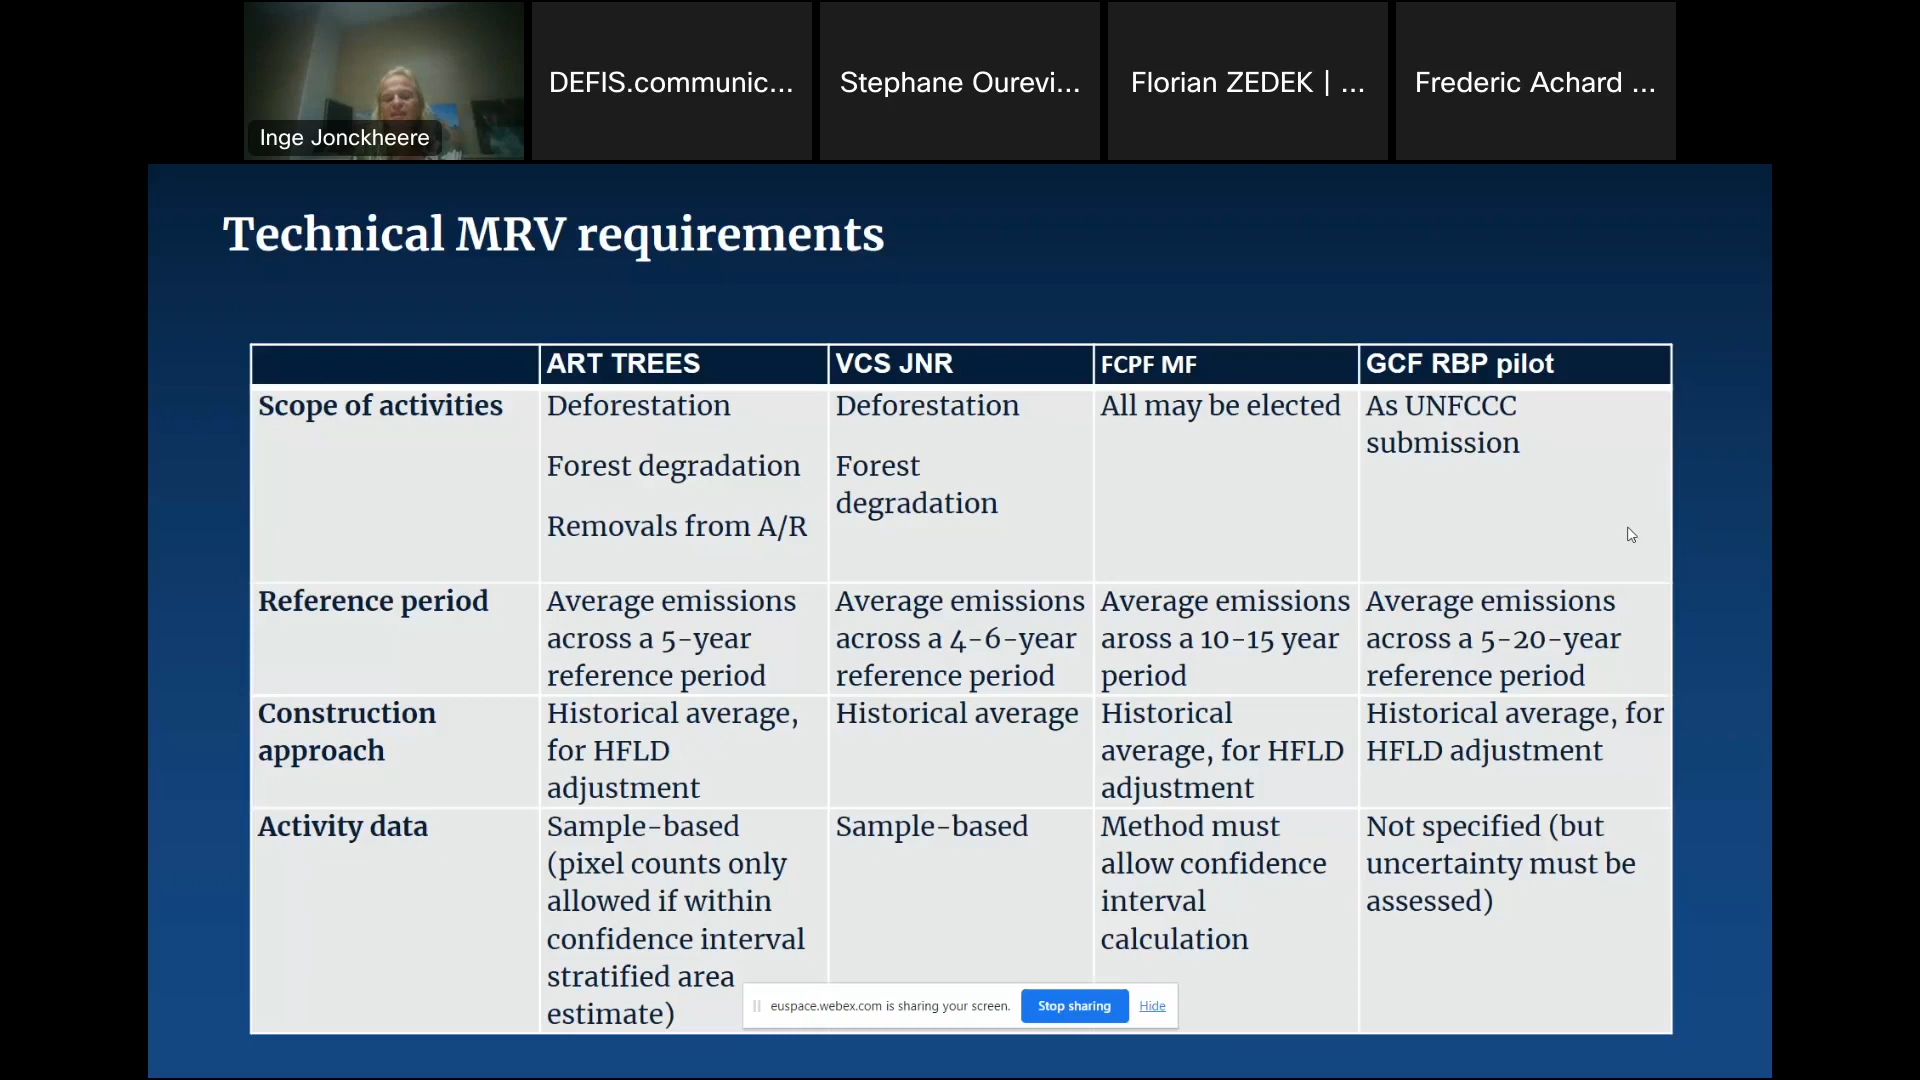 Inge Jonckheere
DEFIS.communic...
Stephane Ourevi...
Florian ZEDEK | ...
Frederic Achard ...
Technical MRV requirements
ART TREES
VCS JNR
FCPF MF
GCF RBP pilot
Scope of activities
Deforestation
Forest degradation
Removals from A/R
Deforestation
Forest
degradation
All may be elected
As UNFCCC
submission
Reference period
Average emissions
across a 5-year
reference period
Average emissions
across a 4-6-year
reference period
Average emissions
aross a 10-15 year
period
Average emissions
across a 5-20-year
reference period
Construction
approach
Historical average,
for HFLD
adjustment
Historical average
Historical
average, for HFLD
adjustment
Historical average, for
HFLD adjustment
Activity data
Sample-based
(pixel counts only
allowed if within
confidence interval
stratified area
estimate)
Sample-based
Method must
allow confidence
interval
calculation
Not specified (but
uncertainty must be
assessed)
euspace.webex.com is sharing your screen.
Stop sharing
Hide